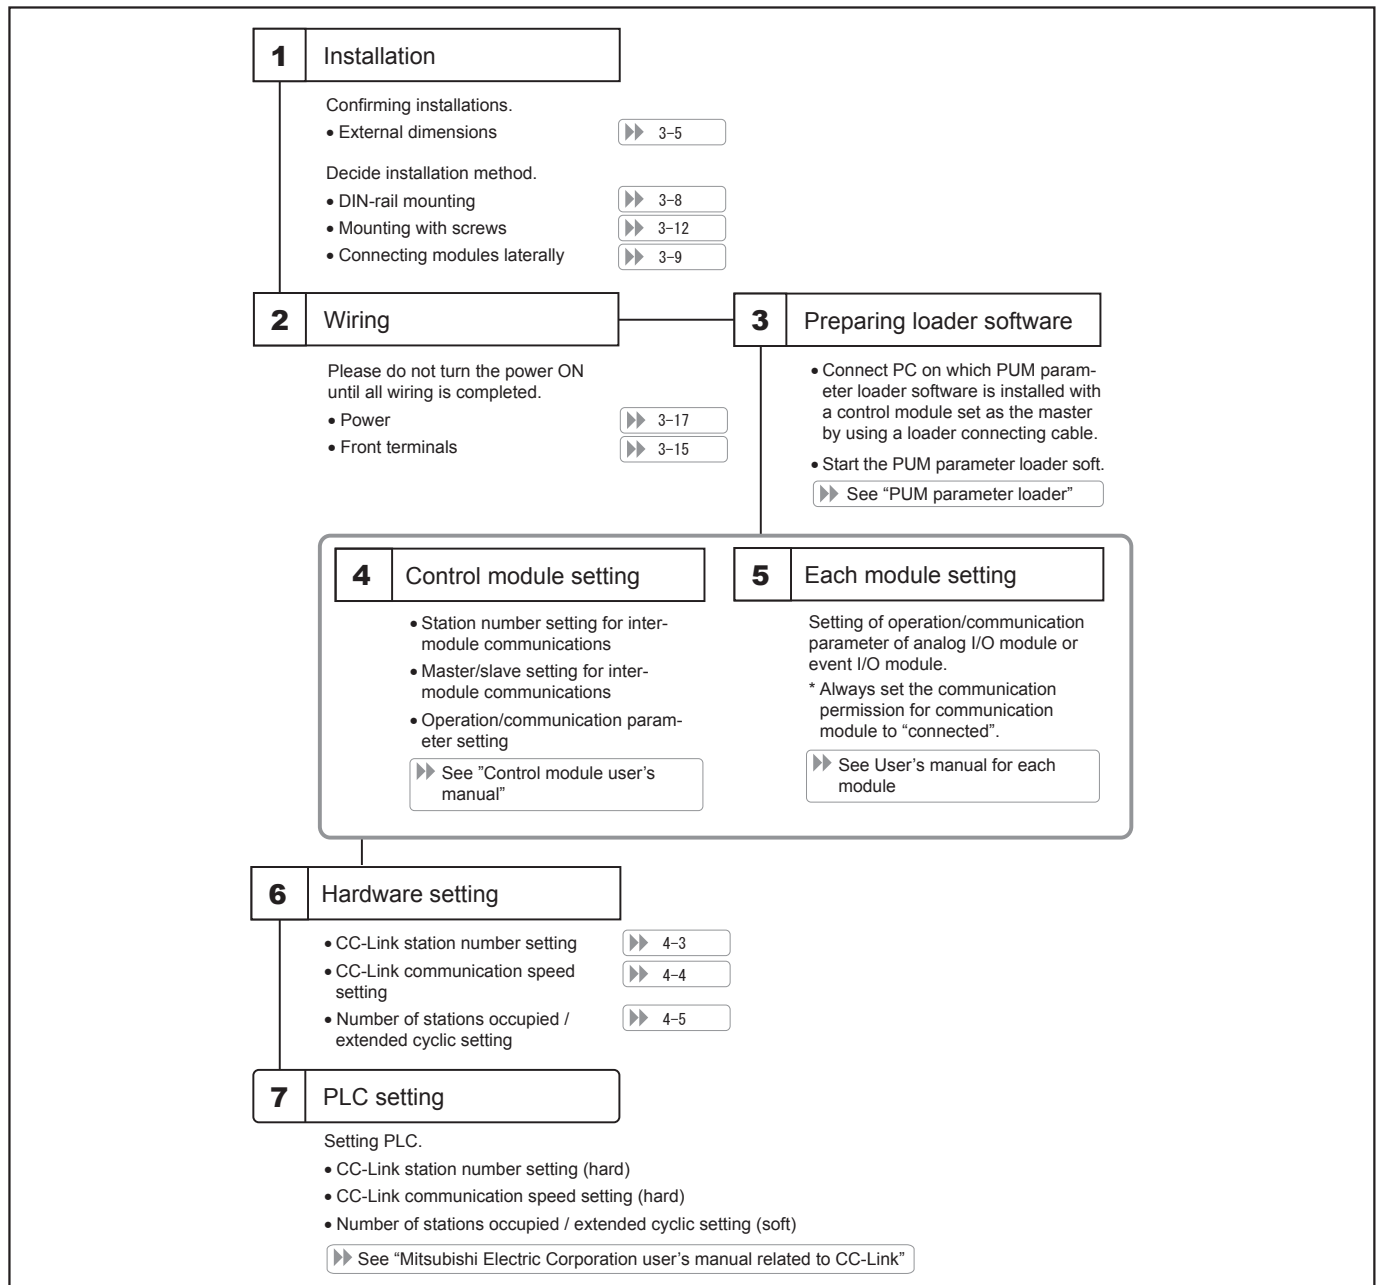 1 Installation
Confirming installations.
• External dimensions 3-5
Decide installation method.
• DIN-rail mounting 3-8
• Mounting with screws 3-12
• Connecting modules laterally 3-9
2 Wiring
Please do not turn the power ON
until all wiring is completed.
• Power 3-17
• Front terminals 3-15
3 Preparing loader software
• Connect PC on which PUM param-
eter loader software is installed with
a control module set as the master
by using a loader connecting cable.
• Start the PUM parameter loader soft.
See “PUM parameter loader”
4 Control module setting
• Station number setting for inter-
module communications
• Master/slave setting for inter-
module communications
• Operation/communication param-
eter setting
See ”Control module user’s
manual”
5 Each module setting
Setting of operation/communication
parameter of analog I/O module or
event I/O module.
* Always set the communication
permission for communication
module to “connected”.
See User’s manual for each
module
6 Hardware setting
• CC-Link station number setting 4-3
• CC-Link communication speed 4-4
setting
• Number of stations occupied / 4-5
extended cyclic setting
7 PLC setting
Setting PLC.
• CC-Link station number setting (hard)
• CC-Link communication speed setting (hard)
• Number of stations occupied / extended cyclic setting (soft)
See “Mitsubishi Electric Corporation user’s manual related to CC-Link”